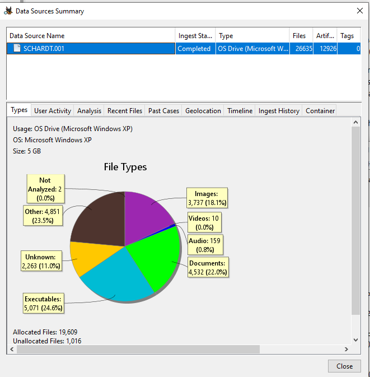 Data Sources Summary
Data Source Name Ingest Sta... Type Files Artif... Tags
SCHARDT.001 Completed OS Drive (Microsoft W... 26635 12926 0
Types User Activity Analysis Recent Files Past Cases Geolocation Timeline Ingest History Container
Usage: OS Drive (Microsoft Windows XP)
OS: Microsoft Windows XP
Size: 5 GB
File Types
Not
Analyzed: 2
(0.0%)
Images:
3,737 (18.1%)
Other: 4,851
(23.5%)
Videos: 10
(0.0%)
Audio: 159
(0.8%)
Documents:
4,532 (22.0%)
Unknown:
2,263 (11.0%)
Executables:
5,071 (24.6%)
Allocated Files: 19,609
Unallocated Files: 1,016
Close